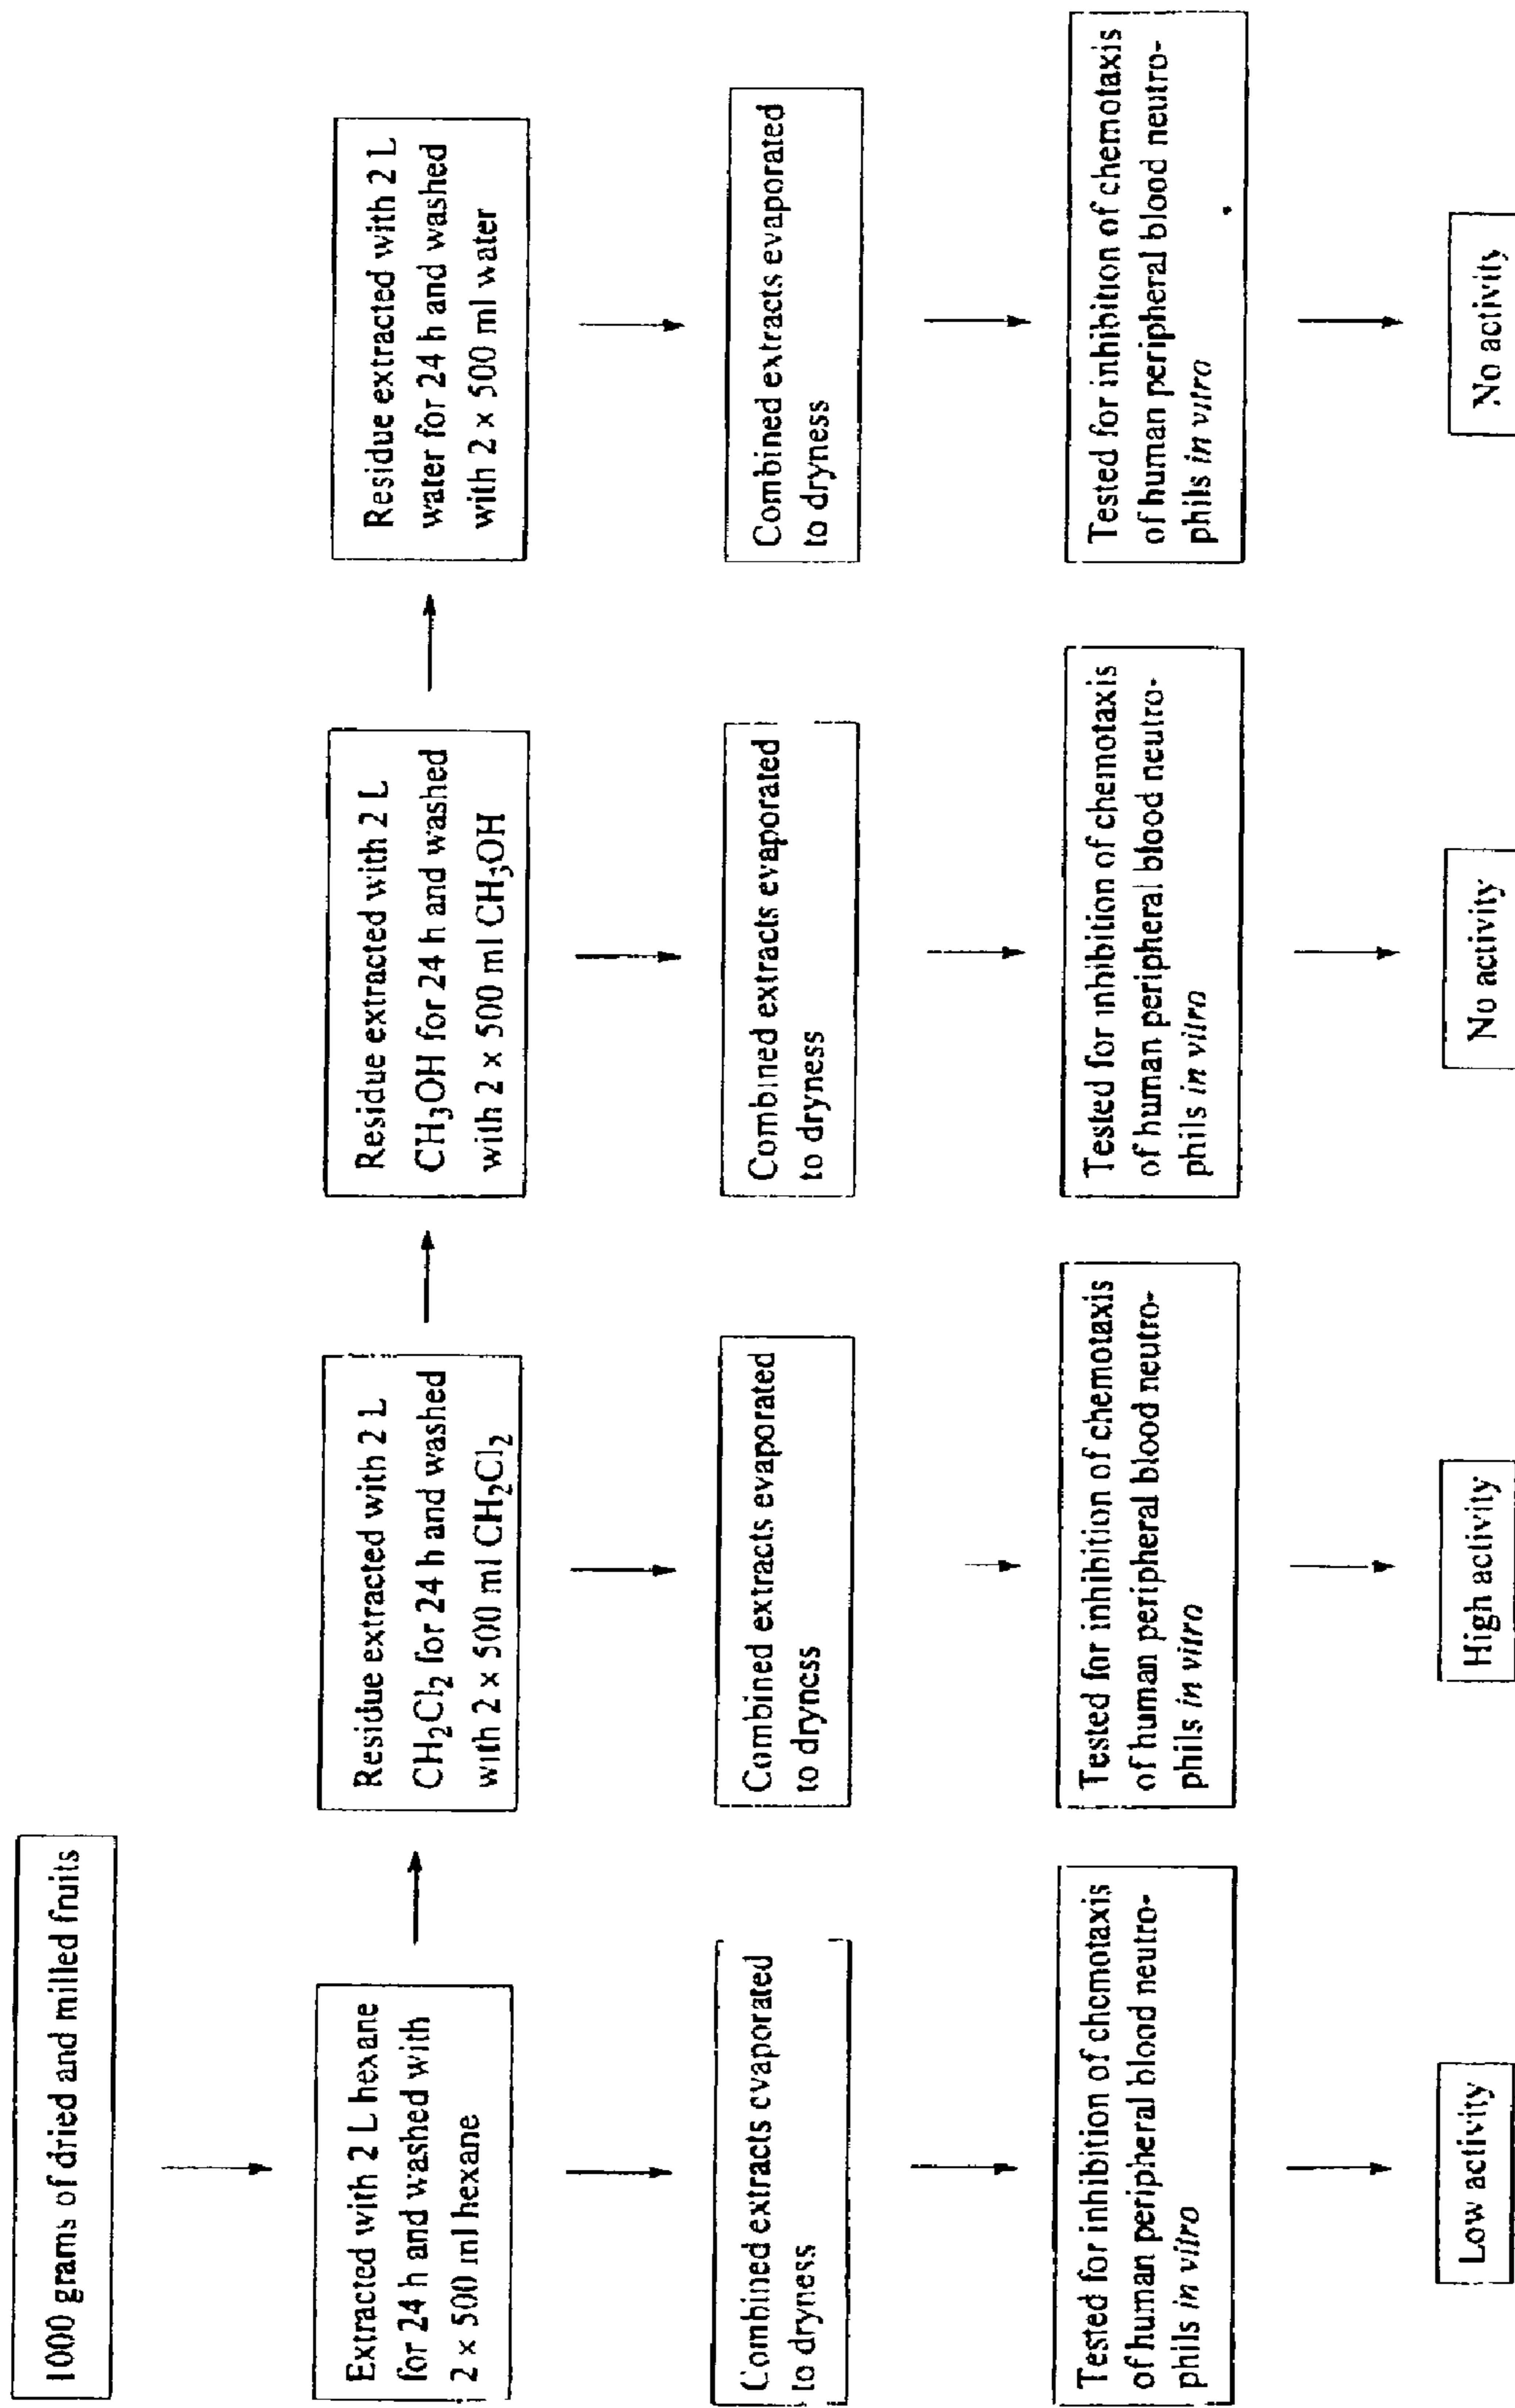 1000 grams of dried and milled fruits
Extracted with 2 L hexane
for 24 h and washed with
2 × 500 ml hexane
Residue extracted with 2 L
CH₂Cl₂ for 24 h and washed
with 2 × 500 ml CH₂Cl₂
Residue extracted with 2 L
CH₃OH for 24 h and washed
with 2 × 500 ml CH₃OH
Residue extracted with 2 L
water for 24 h and washed
with 2 × 500 ml water
Combined extracts evaporated
to dryness
Combined extracts evaporated
to dryness
Combined extracts evaporated
to dryness
Combined extracts evaporated
to dryness
Tested for inhibition of chemotaxis
of human peripheral blood neutro-
phils in vitro
Tested for inhibition of chemotaxis
of human peripheral blood neutro-
phils in vitro
Tested for inhibition of chemotaxis
of human peripheral blood neutro-
phils in vitro
Tested for inhibition of chemotaxis
of human peripheral blood neutro-
phils in vitro
Low activity
High activity
No activity
No activity